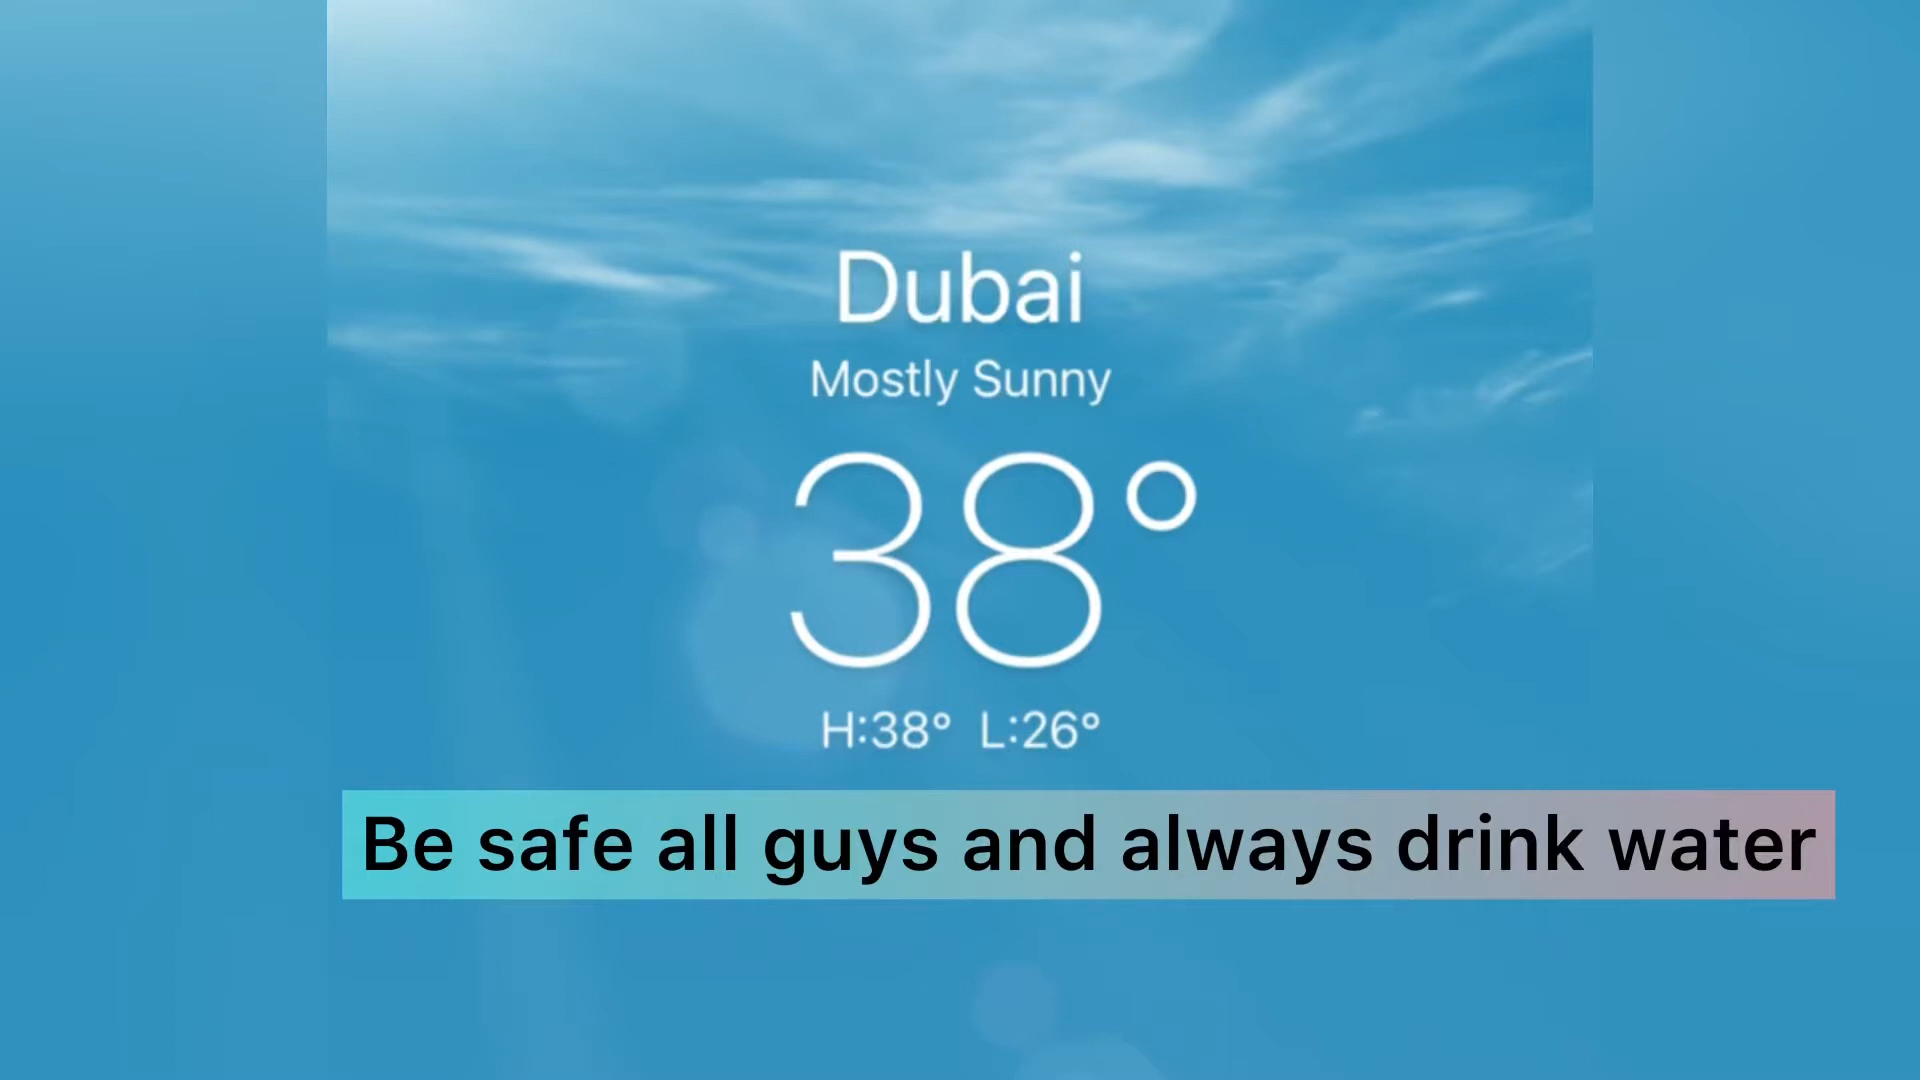 Dubai
Mostly Sunny
38°
H:38° L:26°
Be safe all guys and always drink water